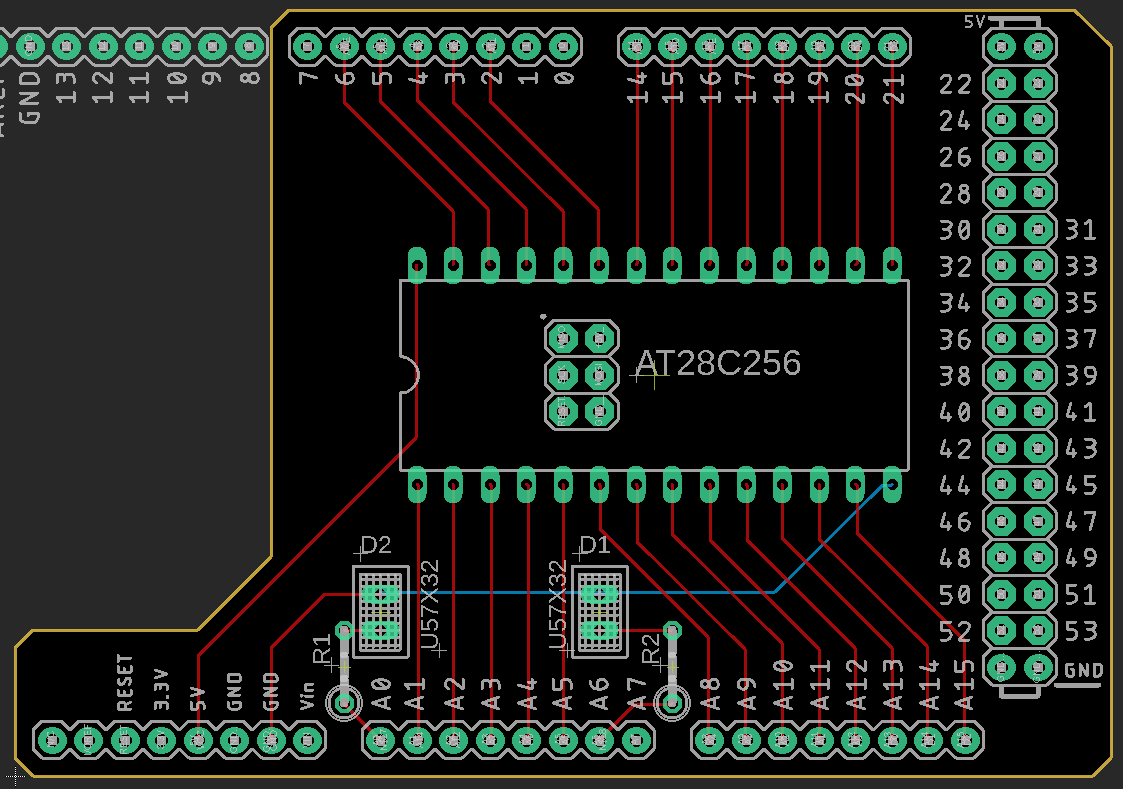 5V
GND 13 12 11 10 9 8
7 6 5 4 3 2 1 0
14 15 16 17 18 19 20 21
22
24
26
28
30 31
32 33
34 35
36 37
38 39
40 41
42 43
44 45
46 47
48 49
50 51
52 53
GND
AT28C256
D2
U57X32
R1
D1
U57X32
R2
RESET 3.3V 5V GND GND Vin
A0 A1 A2 A3 A4 A5 A6 A7
A8 A9 A10 A11 A12 A13 A14 A15